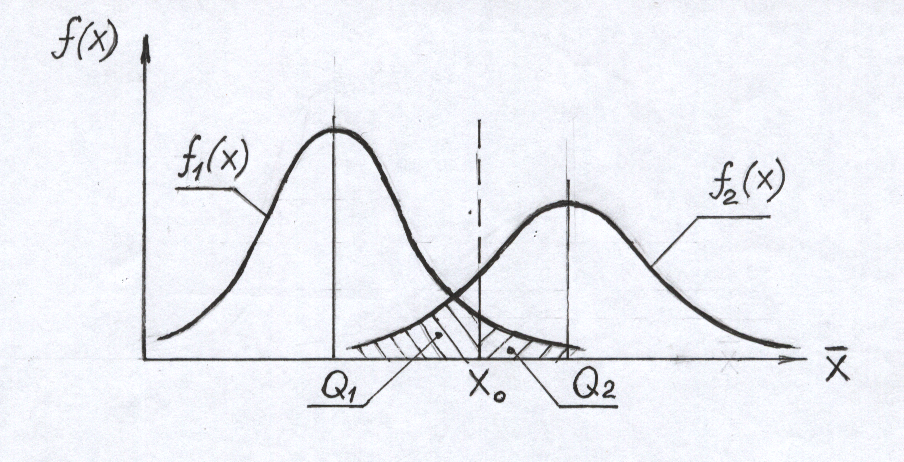 f(x)
f₁(x)
f₂(x)
Q₁
X₀
Q₂
X̅